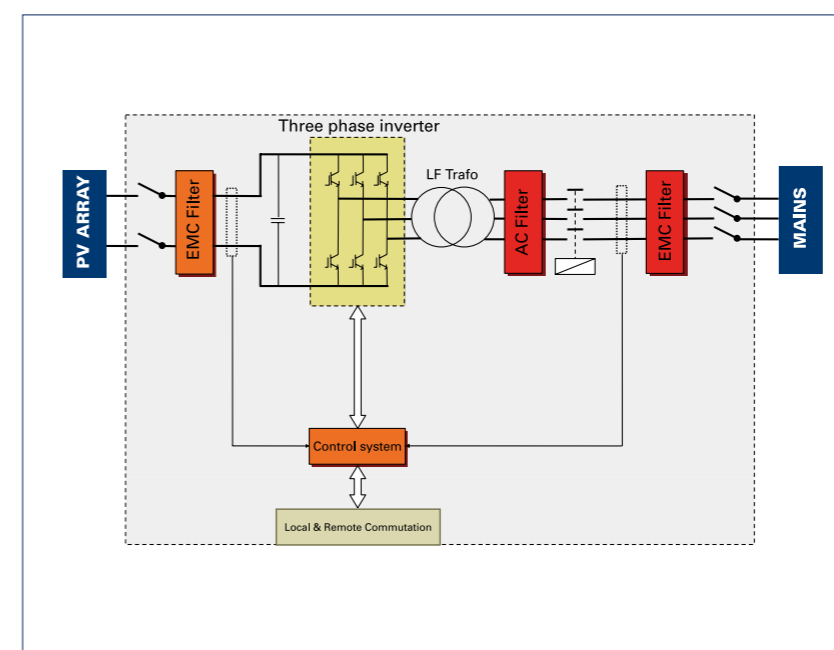 Three phase inverter
PV ARRAY
EMC Filter
LF Trafo
AC Filter
EMC Filter
MAINS
Control system
Local & Remote Commutation